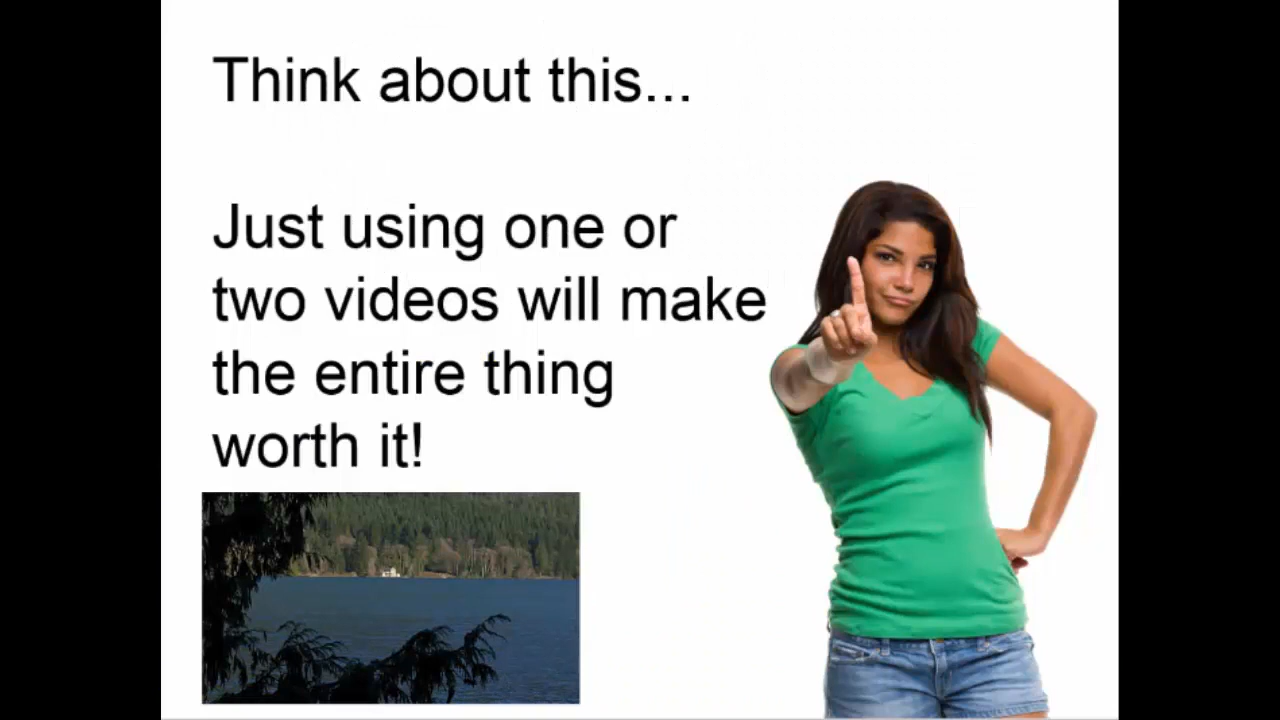 Think about this...
Just using one or
two videos will make
the entire thing
worth it!